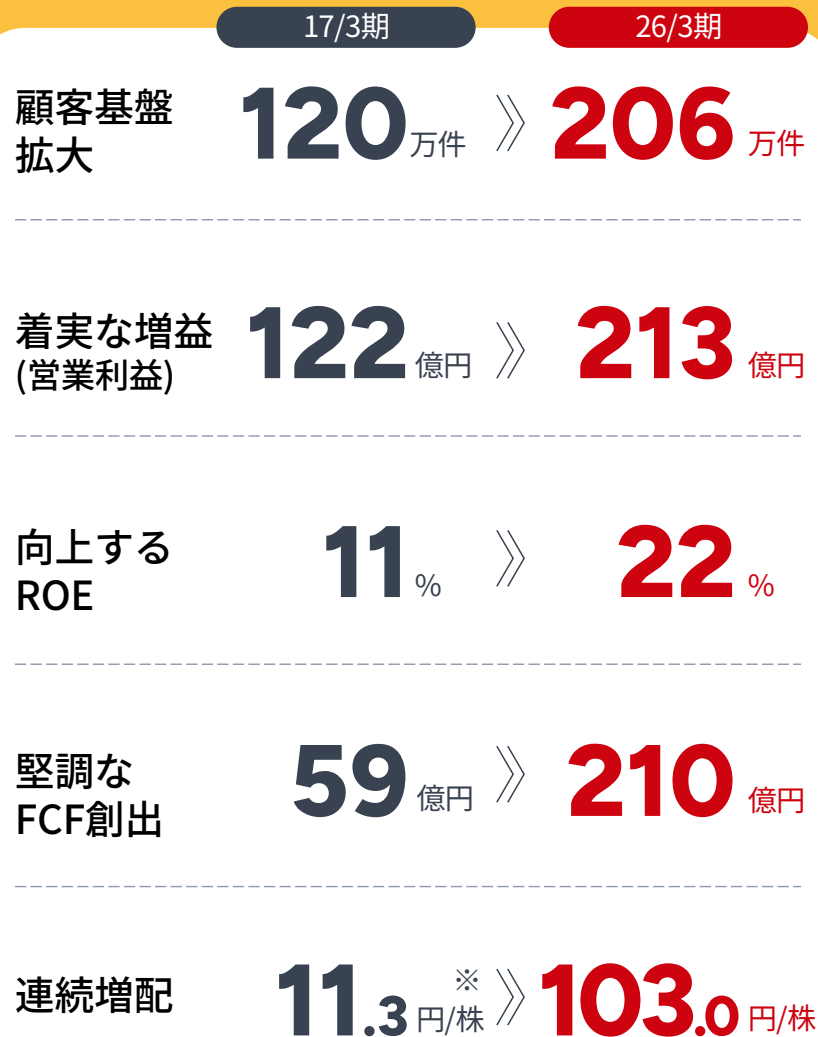 17/3期 26/3期
顧客基盤
拡大
120万件 》 206万件
着実な増益
(営業利益)
122億円 》 213億円
向上する
ROE
11% 》 22%
堅調な
FCF創出
59億円 》 210億円
連続増配 11.3円/株※ 》 103.0円/株